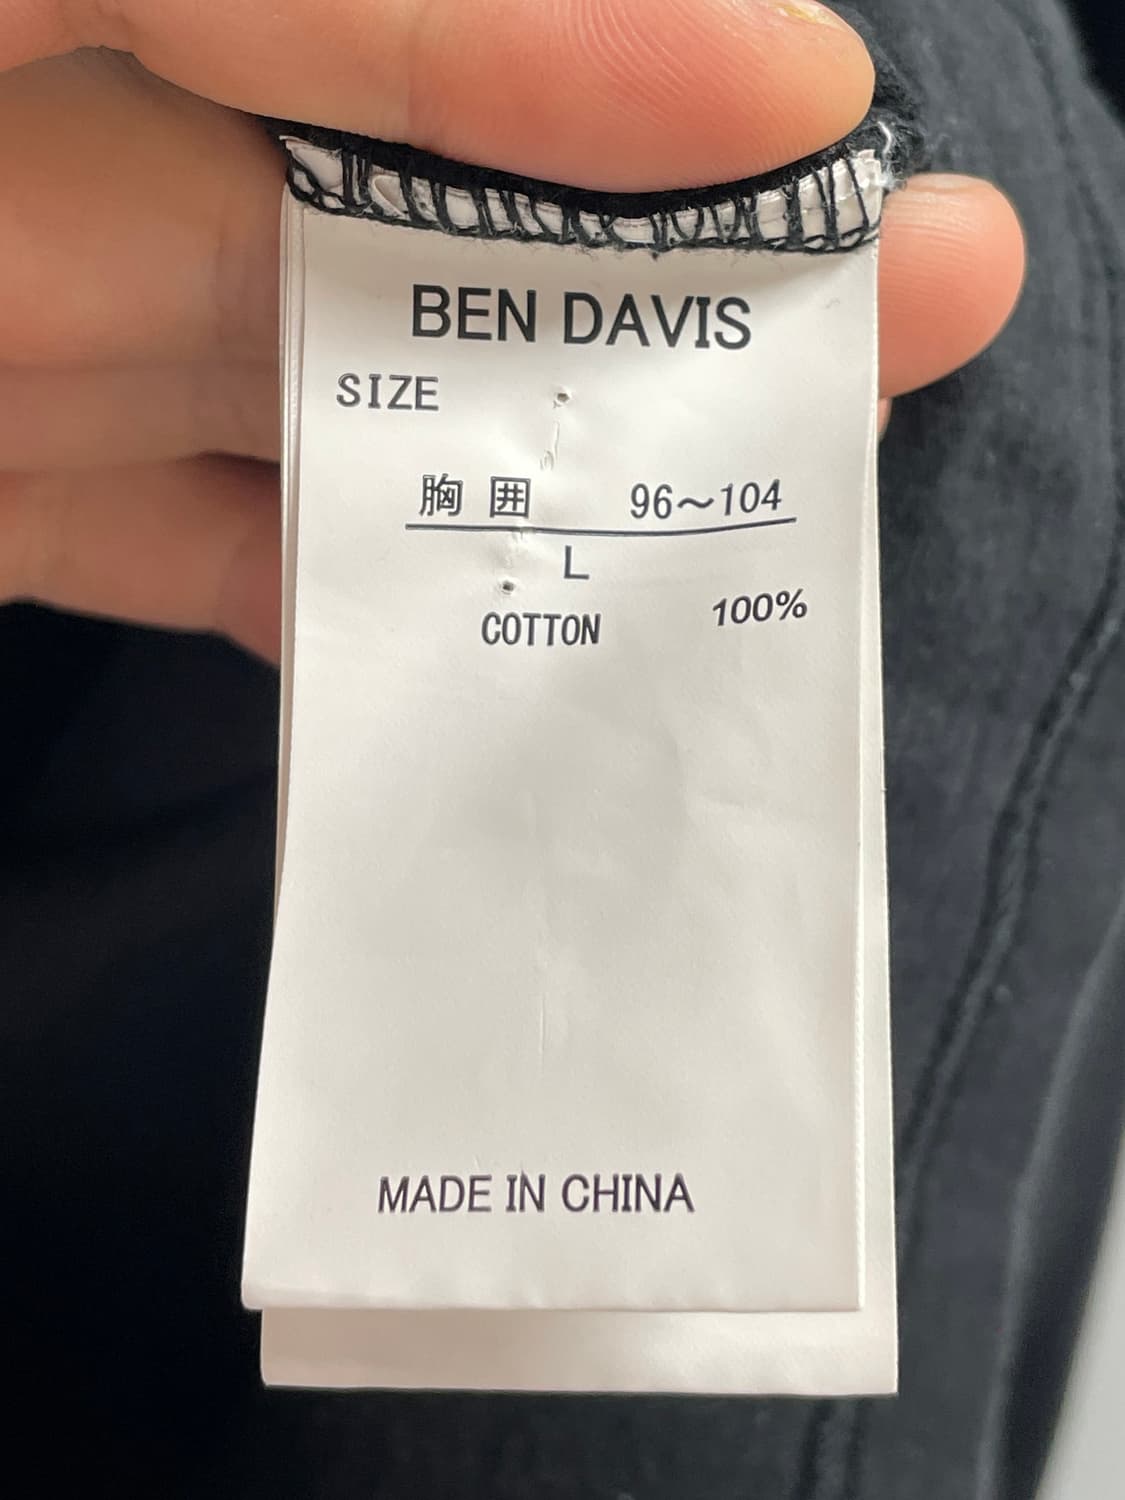 BEN DAVIS
SIZE
胸 囲 96～104
L
COTTON 100%
MADE IN CHINA